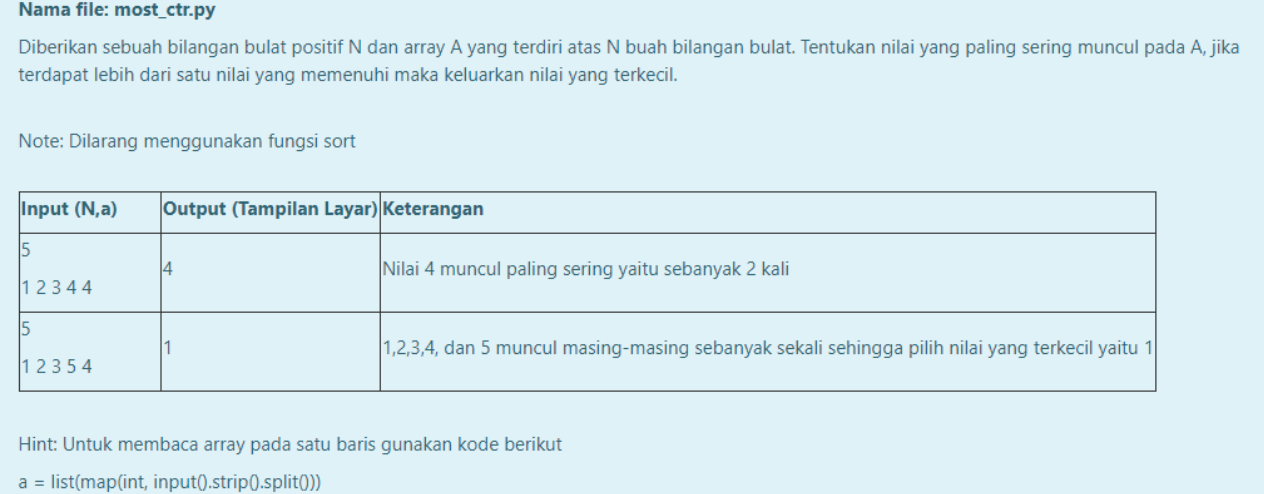 Nama file: most_ctr.py
Diberikan sebuah bilangan bulat positif N dan array A yang terdiri atas N buah bilangan bulat. Tentukan nilai yang paling sering muncul pada A, jika
terdapat lebih dari satu nilai yang memenuhi maka keluarkan nilai yang terkecil.
Note: Dilarang menggunakan fungsi sort
Input (N,a) Output (Tampilan Layar) Keterangan
5
1 2 3 4 4
4
Nilai 4 muncul paling sering yaitu sebanyak 2 kali
5
1 2 3 5 4
1
1,2,3,4, dan 5 muncul masing-masing sebanyak sekali sehingga pilih nilai yang terkecil yaitu 1
Hint: Untuk membaca array pada satu baris gunakan kode berikut
a = list(map(int, input().strip().split()))